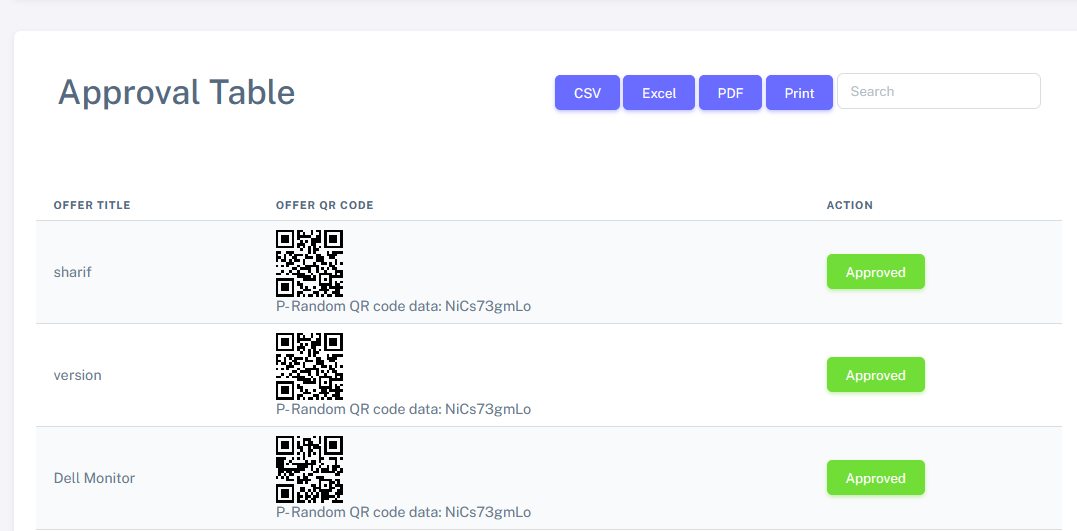 Approval Table
CSV Excel PDF Print Search
OFFER TITLE OFFER QR CODE ACTION
sharif Approved
P- Random QR code data: NiCs73gmLo
version Approved
P- Random QR code data: NiCs73gmLo
Dell Monitor Approved
P- Random QR code data: NiCs73gmLo